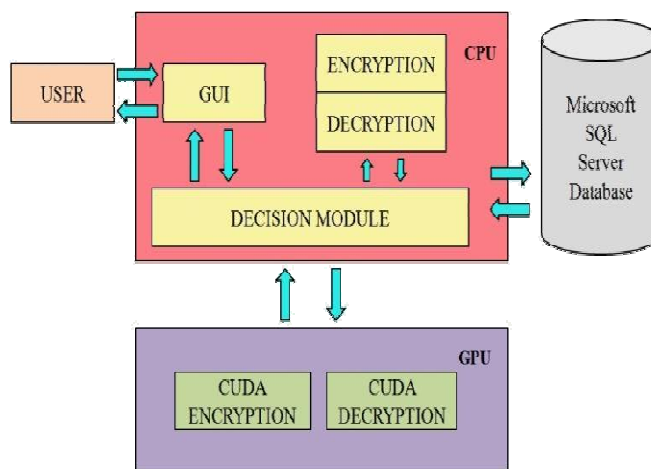 CPU
ENCRYPTION
USER
GUI
DECRYPTION
Microsoft
SQL
Server
Database
DECISION MODULE
GPU
CUDA
ENCRYPTION
CUDA
DECRYPTION